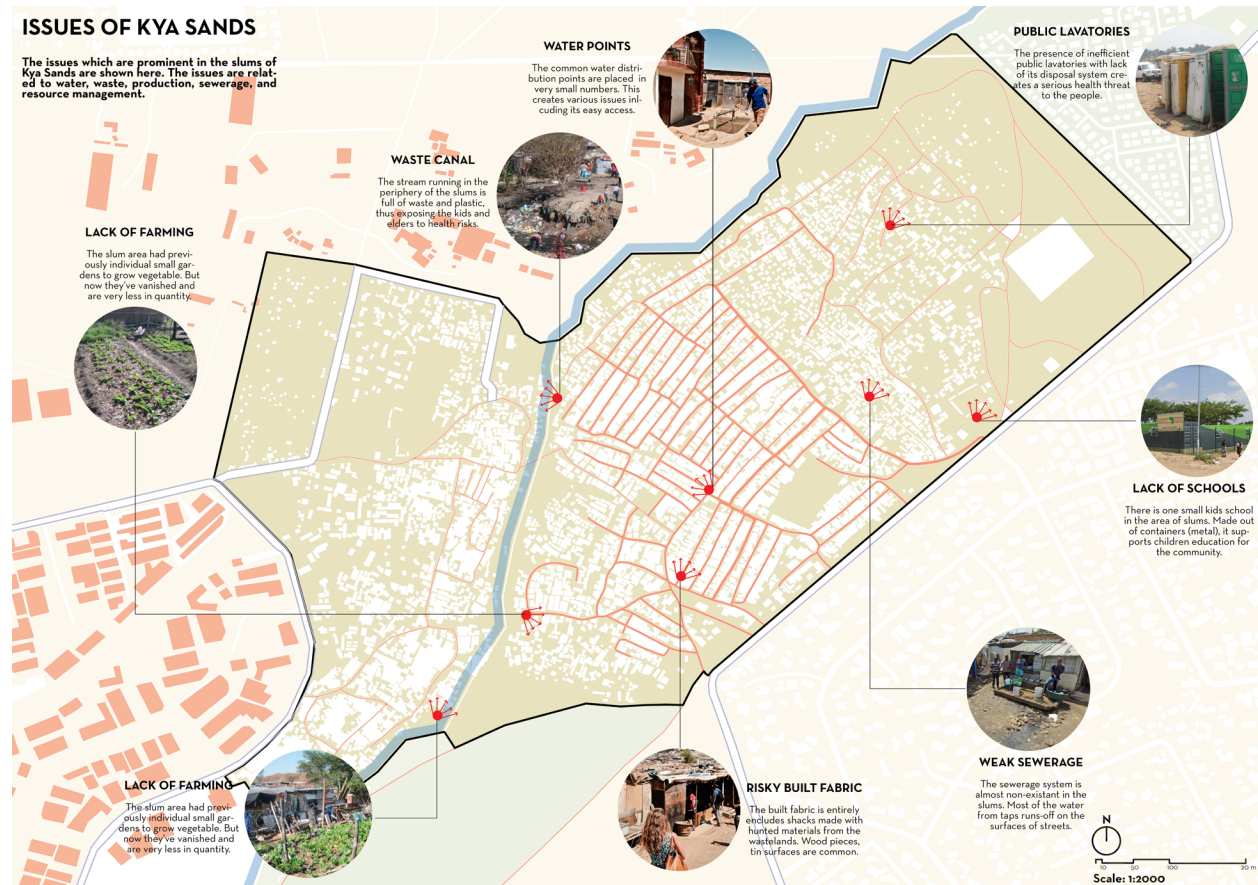 ISSUES OF KYA SANDS
The issues which are prominent in the slums of
Kya Sands are shown here. The issues are relat-
ed to water, waste, production, sewerage, and
resource management.
WATER POINTS
The common water distri-
bution points are placed in
very small numbers. This
creates various issues inl-
cuding its easy access.
PUBLIC LAVATORIES
The presence of inefficient
public lavatories with lack
of its disposal system cre-
ates a serious health threat
to the people.
WASTE CANAL
The stream running in the
periphery of the slums is
full of waste and plastic,
thus exposing the kids and
elders to health risks.
LACK OF FARMING
The slum area had previ-
ously individual small gar-
dens to grow vegetable. But
now they've vanished and
are very less in quantity.
LACK OF SCHOOLS
There is one small kids school
in the area of slums. Made out
of containers (metal), it sup-
ports children education for
the community.
WEAK SEWERAGE
The sewerage system is
almost non-existant in the
slums. Most of the water
from taps runs-off on the
surfaces of streets.
LACK OF FARMING
The slum area had previ-
ously individual small gar-
dens to grow vegetable. But
now they've vanished and
are very less in quantity.
RISKY BUILT FABRIC
The built fabric is entirely
encludes shacks made with
hunted materials from the
wastelands. Wood pieces,
tin surfaces are common.
N
10 50 100 20 m
Scale: 1:2000